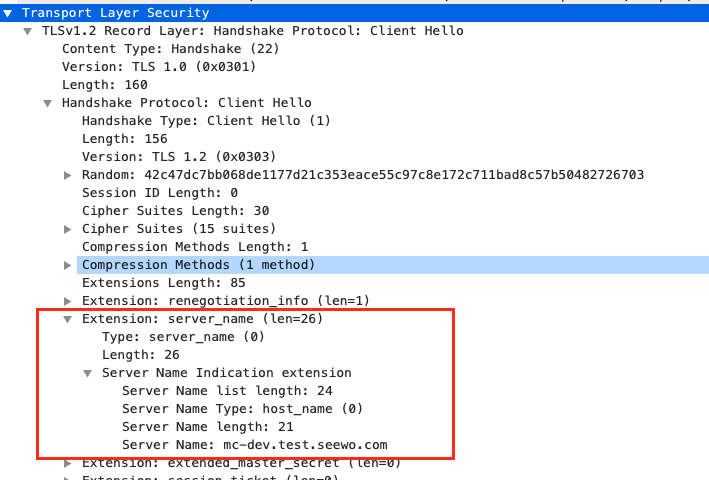 Transport Layer Security
TLSv1.2 Record Layer: Handshake Protocol: Client Hello
Content Type: Handshake (22)
Version: TLS 1.0 (0x0301)
Length: 160
Handshake Protocol: Client Hello
Handshake Type: Client Hello (1)
Length: 156
Version: TLS 1.2 (0x0303)
Random: 42c47dc7bb068de1177d21c353eace55c97c8e172c711bad8c57b50482726703
Session ID Length: 0
Cipher Suites Length: 30
Cipher Suites (15 suites)
Compression Methods Length: 1
Compression Methods (1 method)
Extensions Length: 85
Extension: renegotiation_info (len=1)
Extension: server_name (len=26)
Type: server_name (0)
Length: 26
Server Name Indication extension
Server Name list length: 24
Server Name Type: host_name (0)
Server Name length: 21
Server Name: mc-dev.test.seewo.com
Extension: extended_master_secret (len=0)
Extension: session_ticket (len=0)